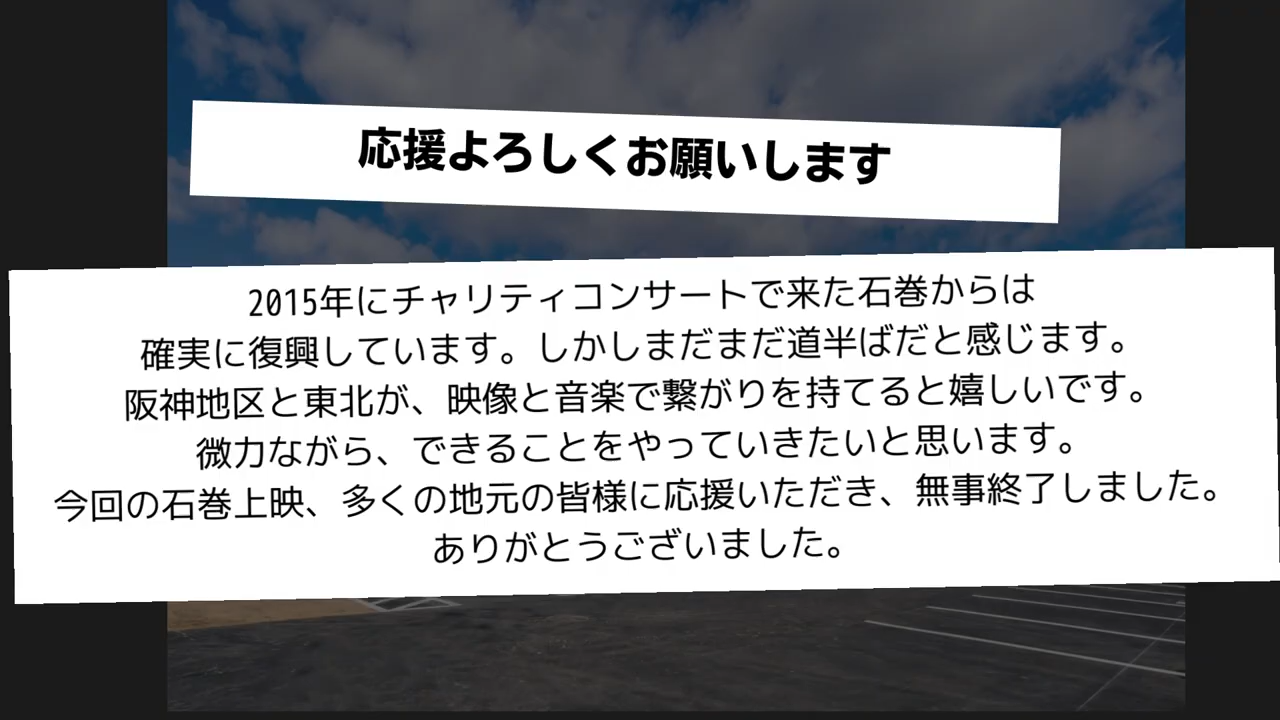 応援よろしくお願いします
2015年にチャリティコンサートで来た石巻からは
確実に復興しています。しかしまだまだ道半ばだと感じます。
阪神地区と東北が、映像と音楽で繋がりを持てると嬉しいです。
微力ながら、できることをやっていきたいと思います。
今回の石巻上映、多くの地元の皆様に応援いただき、無事終了しました。
ありがとうございました。